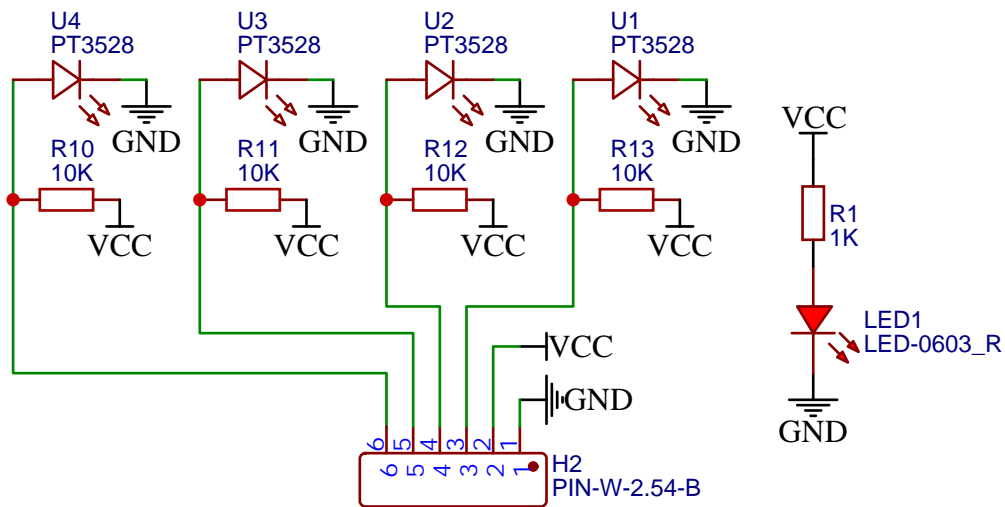 U4
PT3528
GND
R10
10K
VCC
U3
PT3528
GND
R11
10K
VCC
U2
PT3528
GND
R12
10K
VCC
U1
PT3528
GND
R13
10K
VCC
VCC
R1
1K
LED1
LED-0603_R
GND
VCC
GND
6 5 4 3 2 1
6 5 4 3 2 1
H2
PIN-W-2.54-B